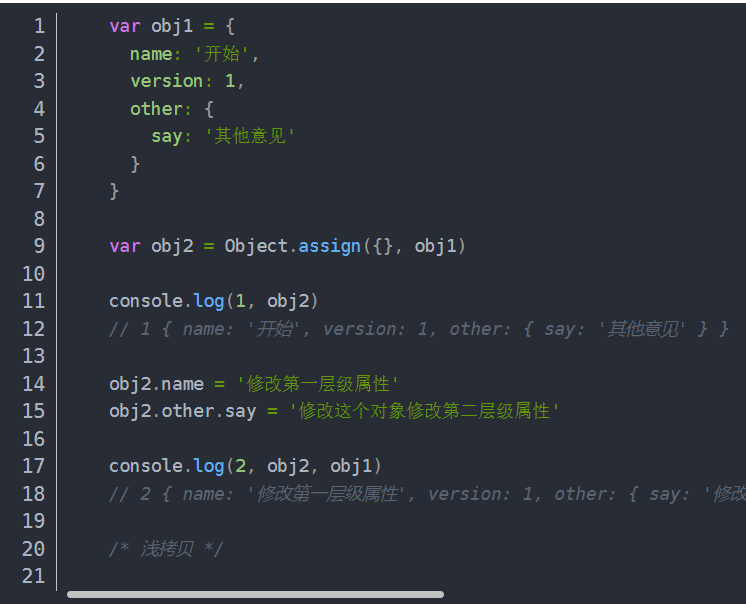 1 var obj1 = {
2 name: '开始',
3 version: 1,
4 other: {
5 say: '其他意见'
6 }
7 }
8
9 var obj2 = Object.assign({}, obj1)
10
11 console.log(1, obj2)
12 // 1 { name: '开始', version: 1, other: { say: '其他意见' } }
13
14 obj2.name = '修改第一层级属性'
15 obj2.other.say = '修改这个对象修改第二层级属性'
16
17 console.log(2, obj2, obj1)
18 // 2 { name: '修改第一层级属性', version: 1, other: { say: '修改
19
20 /* 浅拷贝 */
21